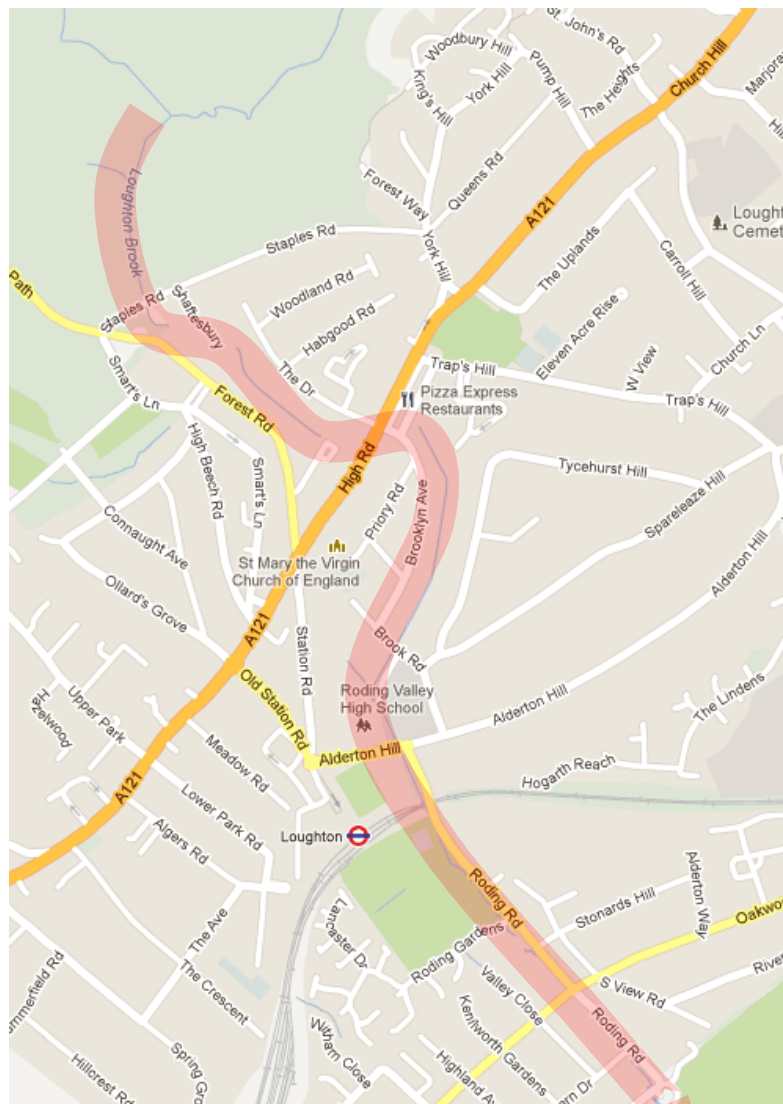 Woodbury Hill
St. John's Rd
King's Hill
York Hill
Pump Hill
The Heights
Church Hill
Marjora
Hil
Loughton Brook
Forest Way
Queens Rd
A121
Lought
Cemet
Staples Rd
York Hill
The Uplands
Carroll Hill
Path
Staples Rd
Shaftesbury
Woodland Rd
Habgood Rd
Eleven Acre Rise
Church Ln
W View
Trap's Hill
Smart's Ln
The Dr
Pizza Express
Restaurants
Trap's Hill
Forest Rd
High Rd
High Beech Rd
Smart's Ln
Tycehurst Hill
Spareleaze Hill
Brooklyn Ave
Priory Rd
Connaught Ave
Alderton Hill
St Mary the Virgin
Church of England
Ollard's Grove
A121
Station Rd
Brook Rd
Roding Valley
High School
Old Station Rd
Hazelwood
Upper Park
The Lindens
Alderton Hill
Alderton Hill
Meadow Rd
Hogarth Reach
A121
Lower Park Rd
Algers Rd
Loughton
Roding Rd
Alderton Way
Stonards Hill
Oakwo
Lancaster Dr
The Ave
Roding Gardens
The Crescent
Valley Close
S View Rd
River
ummerfield Rd
Kenilworth Gardens
Roding Rd
Witham Close
Spring Gro
Hillcrest Rd
Highland Ave
ern Dr